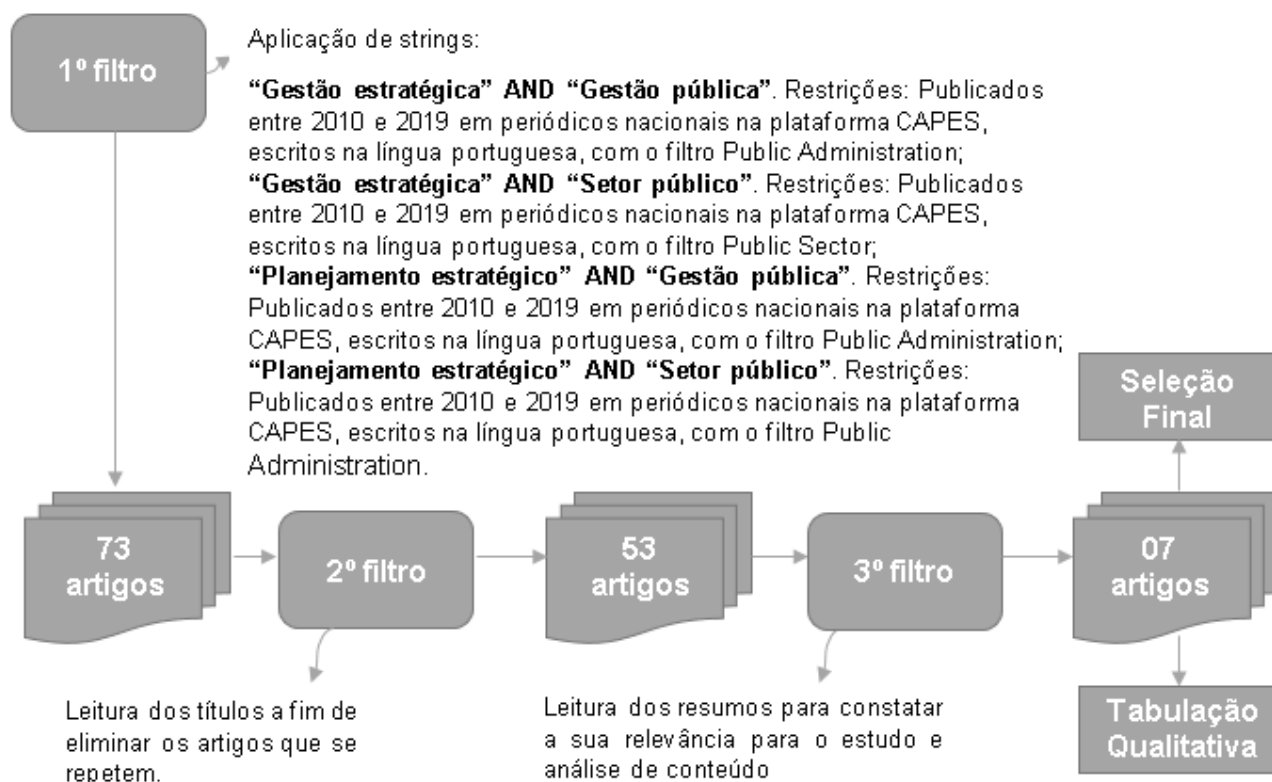 1º filtro
Aplicação de strings:
“Gestão estratégica” AND “Gestão pública”. Restrições: Publicados
entre 2010 e 2019 em periódicos nacionais na plataforma CAPES,
escritos na língua portuguesa, com o filtro Public Administration;
“Gestão estratégica” AND “Setor público”. Restrições: Publicados
entre 2010 e 2019 em periódicos nacionais na plataforma CAPES,
escritos na língua portuguesa, com o filtro Public Sector;
“Planejamento estratégico” AND “Gestão pública”. Restrições:
Publicados entre 2010 e 2019 em periódicos nacionais na plataforma
CAPES, escritos na língua portuguesa, com o filtro Public Administration;
“Planejamento estratégico” AND “Setor público”. Restrições:
Publicados entre 2010 e 2019 em periódicos nacionais na plataforma
CAPES, escritos na língua portuguesa, com o filtro Public
Administration.
73
artigos
2º filtro
Leitura dos títulos a fim de
eliminar os artigos que se
repetem.
53
artigos
3º filtro
Leitura dos resumos para constatar
a sua relevância para o estudo e
análise de conteúdo
07
artigos
Seleção
Final
Tabulação
Qualitativa